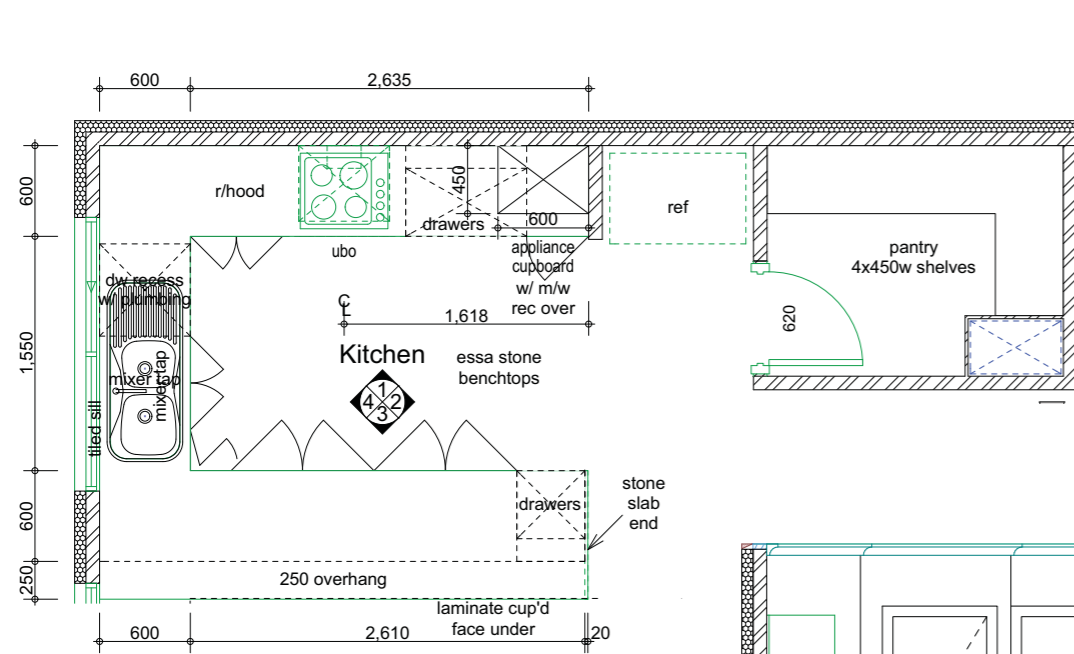 600
2,635
600
r/hood
450
drawers
600
ref
ubo
appliance
cupboard
w/ m/w
rec over
pantry
4x450w shelves
dw recess
w/ plumbing
CL
1,618
620
1,550
Kitchen
essa stone
benchtops
mixer tap
mixer tap
1
4 2
3
tiled sill
600
drawers
stone
slab
end
250
250 overhang
laminate cup'd
face under
600
2,610
20